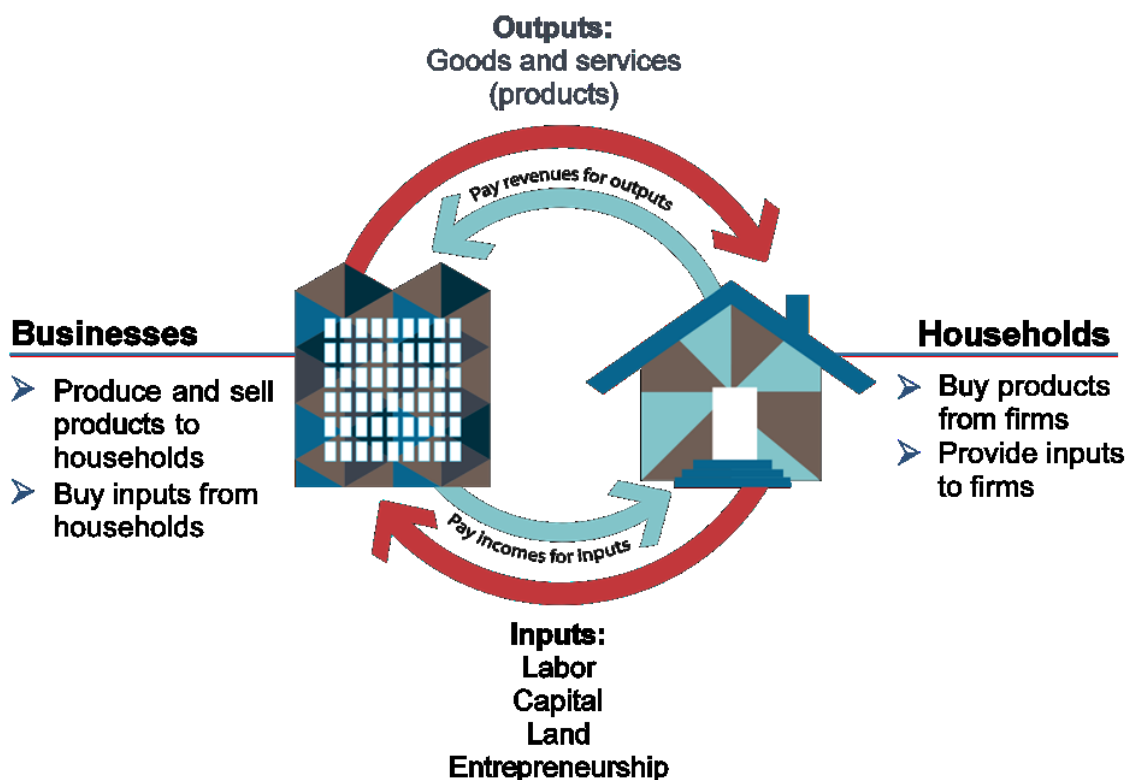 Outputs:
Goods and services
(products)
Pay revenues for outputs
Businesses
➢ Produce and sell
products to
households
➢ Buy inputs from
households
Households
➢ Buy products
from firms
➢ Provide inputs
to firms
Pay incomes for inputs
Inputs:
Labor
Capital
Land
Entrepreneurship